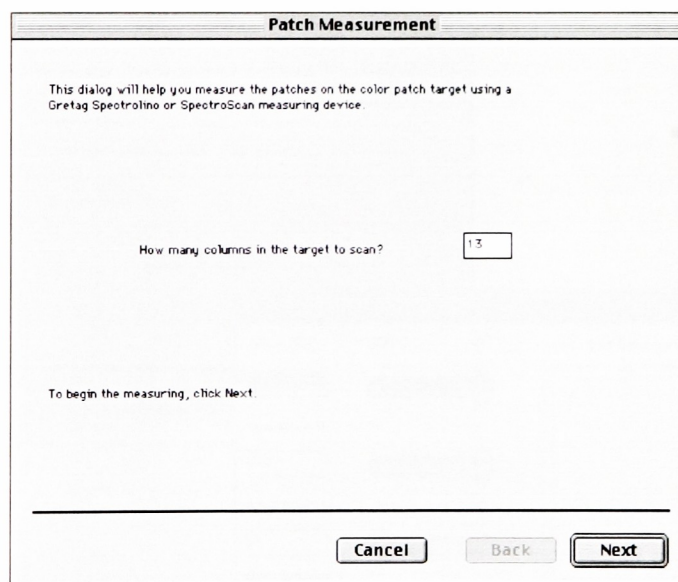 Patch Measurement
This dialog will help you measure the patches on the color patch target using a
Gretag Spectrolino or SpectroScan measuring device.
How many columns in the target to scan?
13
To begin the measuring, click Next.
Cancel
Back
Next